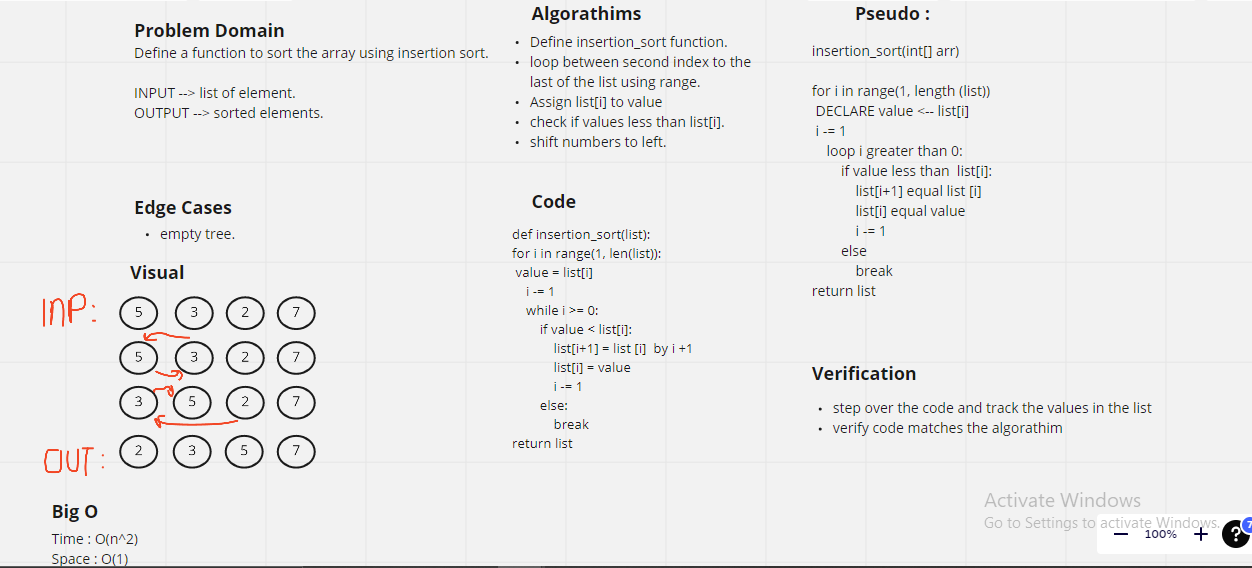 Problem Domain
Define a function to sort the array using insertion sort.
INPUT --> list of element.
OUTPUT --> sorted elements.
Edge Cases
• empty tree.
Visual
INP:
5 3 2 7
5 3 2 7
3 5 2 7
OUT:
2 3 5 7
Big O
Time : O(n^2)
Space : O(1)
Algorathims
• Define insertion_sort function.
• loop between second index to the
last of the list using range.
• Assign list[i] to value
• check if values less than list[i].
• shift numbers to left.
Code
def insertion_sort(list):
for i in range(1, len(list)):
value = list[i]
i -= 1
while i >= 0:
if value < list[i]:
list[i+1] = list [i]  by i +1
list[i] = value
i -= 1
else:
break
return list
Pseudo :
insertion_sort(int[] arr)
for i in range(1, length (list))
DECLARE value <-- list[i]
i -= 1
loop i greater than 0:
if value less than  list[i]:
list[i+1] equal list [i]
list[i] equal value
i -= 1
else
break
return list
Verification
• step over the code and track the values in the list
• verify code matches the algorathim
Activate Windows
Go to Settings to activate Windows.
100%
?
7